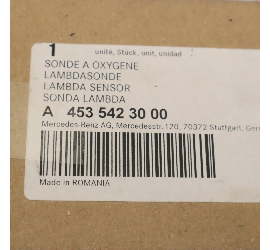 1 unité, Stück, unit, unidad
SONDE A OXYGENE
LAMBDASONDE
LAMBDA SENSOR
SONDA LAMBDA
A 453 542 30 00
Mercedes-Benz AG, Mercedesstr. 120, 70372 Stuttgart, Ger
Made in ROMANIA